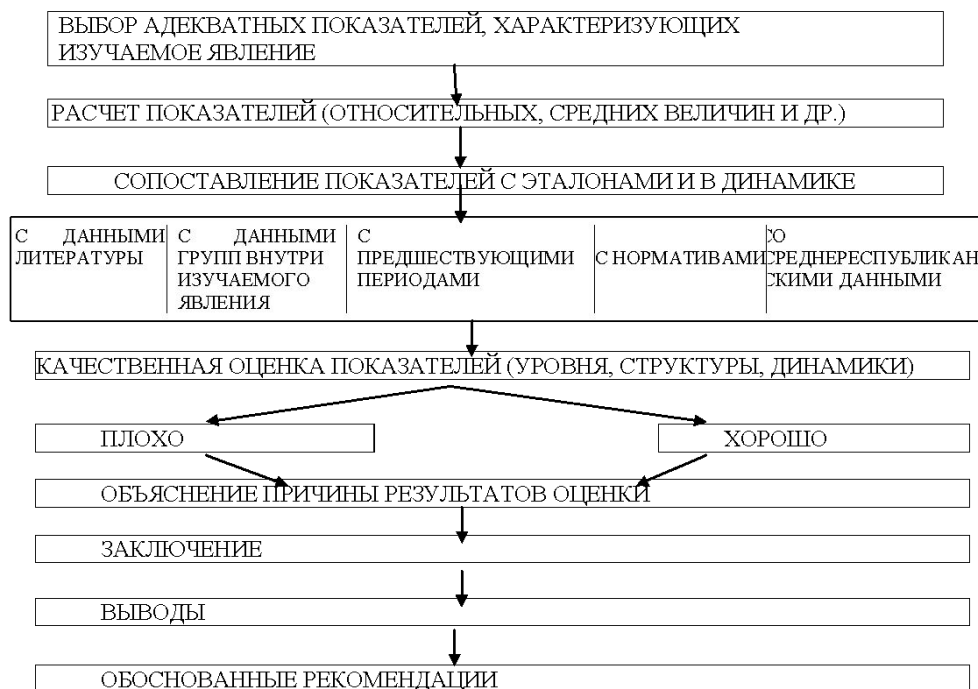 ВЫБОР АДЕКВАТНЫХ ПОКАЗАТЕЛЕЙ, ХАРАКТЕРИЗУЮЩИХ
ИЗУЧАЕМОЕ ЯВЛЕНИЕ
РАСЧЕТ ПОКАЗАТЕЛЕЙ (ОТНОСИТЕЛЬНЫХ, СРЕДНИХ ВЕЛИЧИН И ДР.)
СОПОСТАВЛЕНИЕ ПОКАЗАТЕЛЕЙ С ЭТАЛОНАМИ И В ДИНАМИКЕ
С ДАННЫМИ
ЛИТЕРАТУРЫ
С ДАННЫМИ
ГРУПП ВНУТРИ
ИЗУЧАЕМОГО
ЯВЛЕНИЯ
С
ПРЕДШЕСТВУЮЩИМИ
ПЕРИОДАМИ
С НОРМАТИВАМИ
СО
СРЕДНЕРЕСПУБЛИКАН
СКИМИ ДАННЫМИ
КАЧЕСТВЕННАЯ ОЦЕНКА ПОКАЗАТЕЛЕЙ (УРОВНЯ, СТРУКТУРЫ, ДИНАМИКИ)
ПЛОХО
ХОРОШО
ОБЪЯСНЕНИЕ ПРИЧИНЫ РЕЗУЛЬТАТОВ ОЦЕНКИ
ЗАКЛЮЧЕНИЕ
ВЫВОДЫ
ОБОСНОВАННЫЕ РЕКОМЕНДАЦИИ